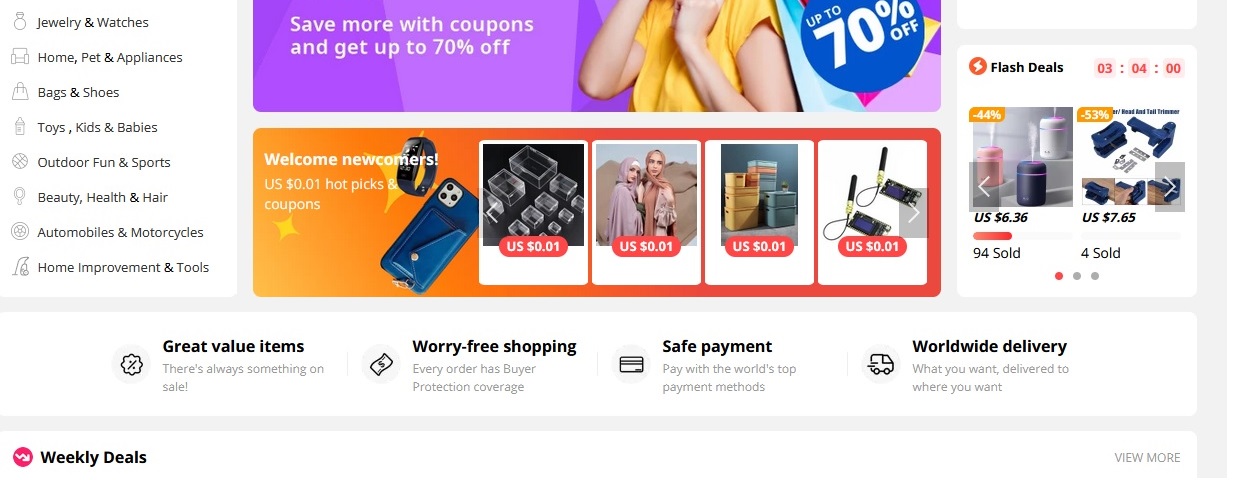 Jewelry & Watches
Home, Pet & Appliances
Bags & Shoes
Toys , Kids & Babies
Outdoor Fun & Sports
Beauty, Health & Hair
Automobiles & Motorcycles
Home Improvement & Tools
Save more with coupons
and get up to 70% off
UP TO
70%
OFF
Welcome newcomers!
US $0.01 hot picks &
coupons
US $0.01
US $0.01
US $0.01
US $0.01
Flash Deals
03 : 04 : 00
-44%
-53%
/ Head And Tail Trimmer
US $6.36
US $7.65
94 Sold
4 Sold
Great value items
There's always something on
sale!
Worry-free shopping
Every order has Buyer
Protection coverage
Safe payment
Pay with the world's top
payment methods
Worldwide delivery
What you want, delivered to
where you want
Weekly Deals
VIEW MORE